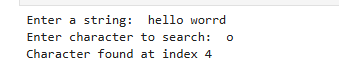 Enter a string:  hello worrd
Enter character to search:  o
Character found at index 4